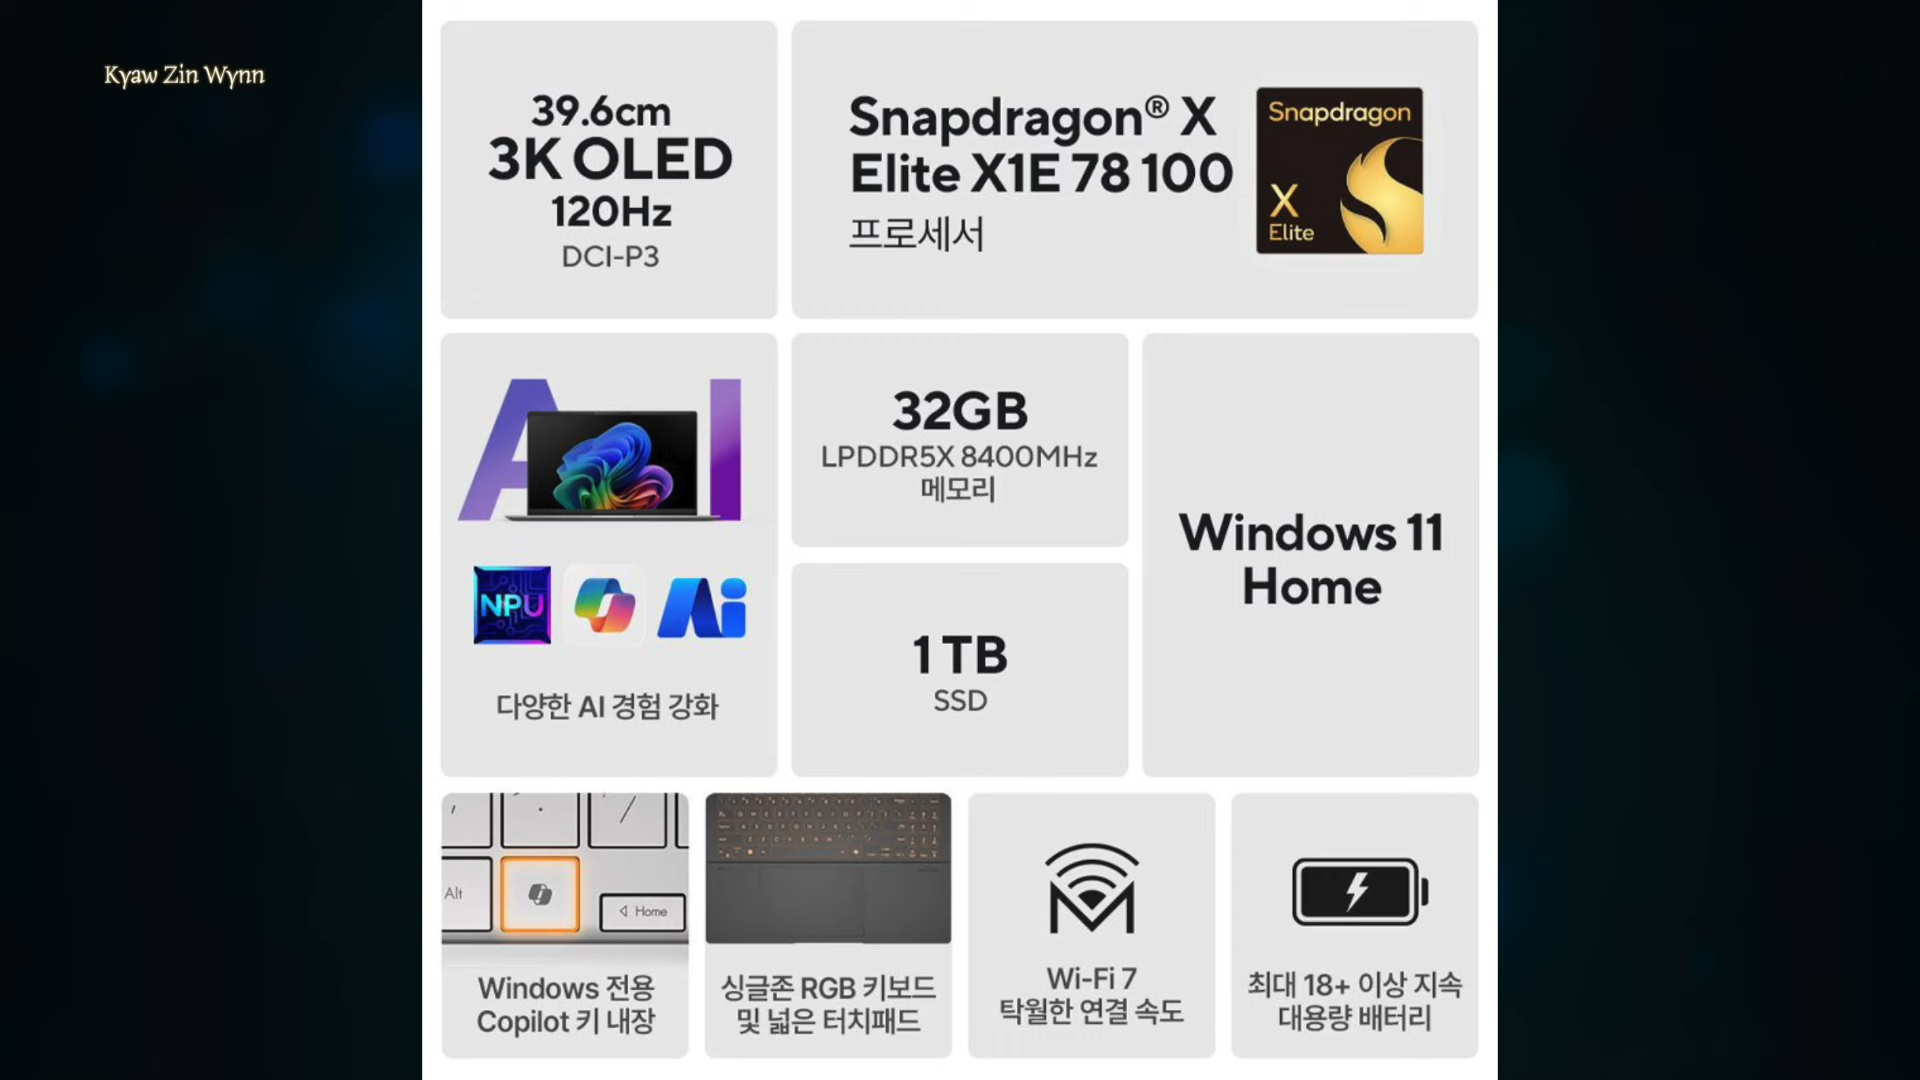 Kyaw Zin Wynn
39.6cm
3K OLED
120Hz
DCI-P3
Snapdragon® X
Elite X1E 78 100
프로세서
Snapdragon
X
Elite
AI
NPU
Ai
다양한 AI 경험 강화
32GB
LPDDR5X 8400MHz
메모리
1 TB
SSD
Windows 11
Home
Alt
Home
Windows 전용
Copilot 키 내장
싱글존 RGB 키보드
및 넓은 터치패드
Wi-Fi 7
탁월한 연결 속도
최대 18+ 이상 지속
대용량 배터리